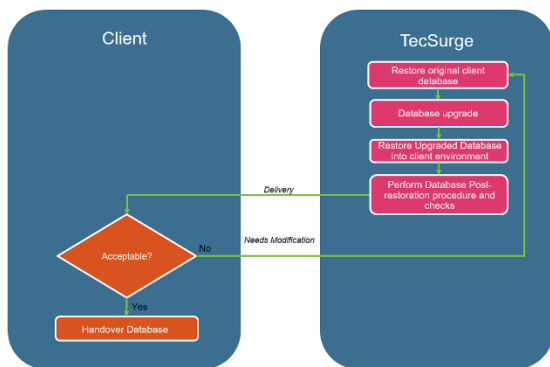 Client
TecSurge
Restore original client
database
Database upgrade
Restore Upgraded Database
into client environment
Perform Database Post-
restoration procedure and
checks
Delivery
Acceptable?
No
Needs Modification
Yes
Handover Database